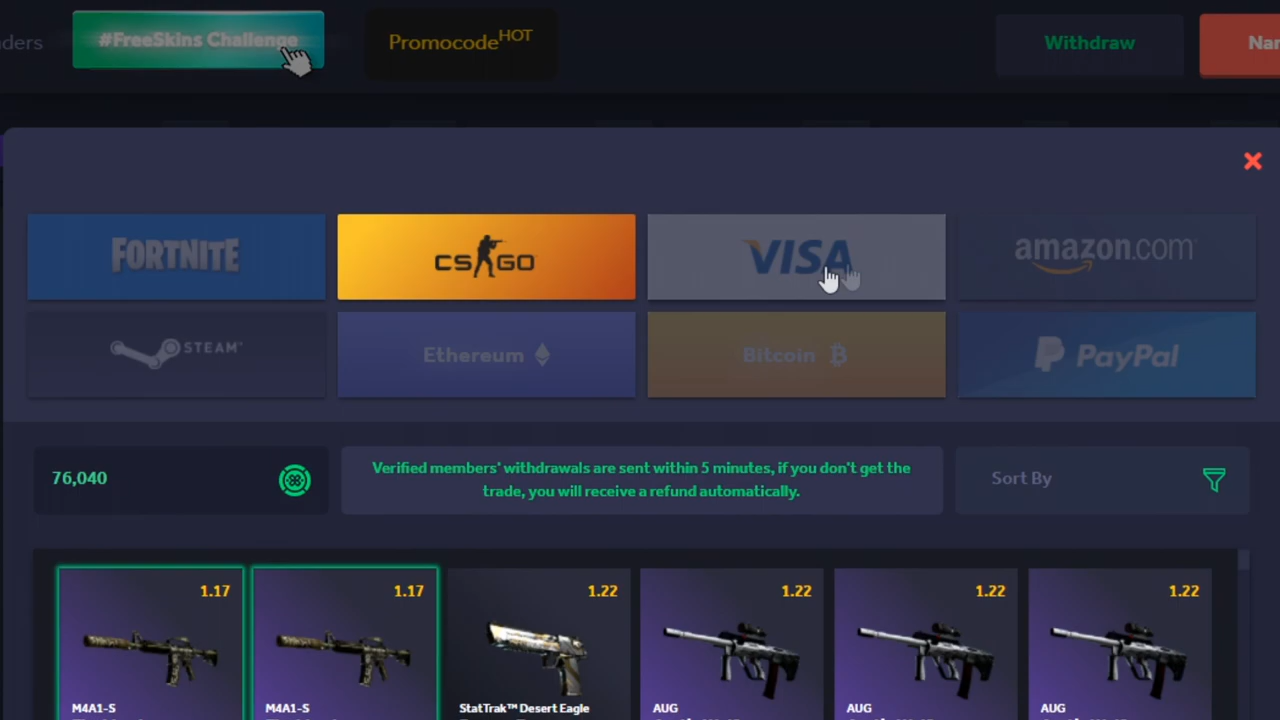 ders
#FreeSkins Challenge
PromocodeHOT
Withdraw
Nar
FORTNITE
CS GO
VISA
amazon.com
STEAM™
Ethereum
Bitcoin
PayPal
76,040
Verified members' withdrawals are sent within 5 minutes, if you don't get the
trade, you will receive a refund automatically.
Sort By
1.17
1.17
1.22
1.22
1.22
1.22
M4A1-S
M4A1-S
StatTrak™ Desert Eagle
AUG
AUG
AUG